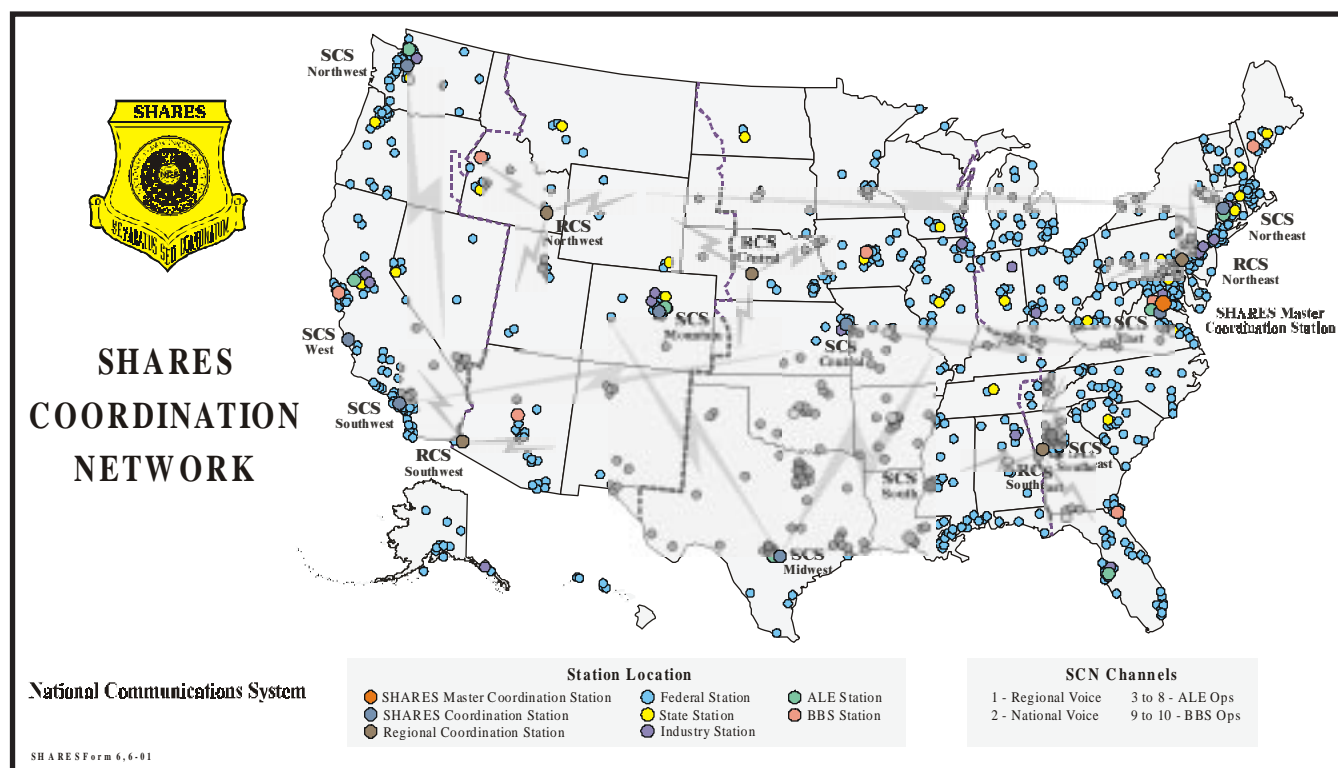 SHARES
SHARES
COORDINATION
NETWORK
National Communications System
SHARES Form 6, 6-01
SCS
Northwest
RCS
Northwest
RCS
Central
SCS
Northeast
RCS
Northeast
SHARES Master
Coordination Station
SCS
East
SCS
West
SCS
Mountain
SCS
Central
SCS
Southwest
RCS
Southwest
SCS
Southeast
RCS
Southeast
SCS
South
SCS
Midwest
Station Location
SHARES Master Coordination Station
SHARES Coordination Station
Regional Coordination Station
Federal Station
State Station
Industry Station
ALE Station
BBS Station
SCN Channels
1 - Regional Voice
2 - National Voice
3 to 8 - ALE Ops
9 to 10 - BBS Ops